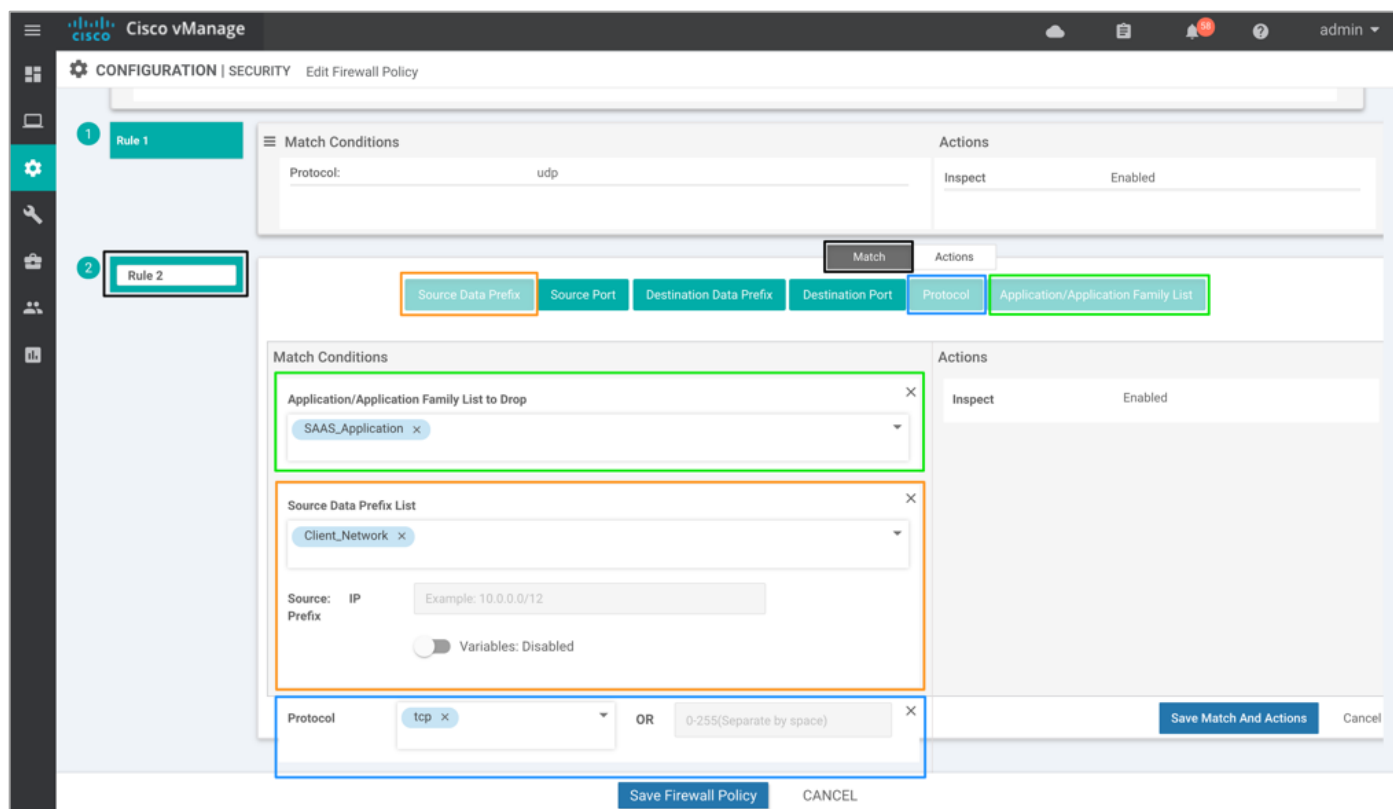 cisco Cisco vManage 58 admin
CONFIGURATION | SECURITY Edit Firewall Policy
1 Rule 1 Match Conditions Actions
Protocol: udp Inspect Enabled
Match Actions
2 Rule 2
Source Data Prefix Source Port Destination Data Prefix Destination Port Protocol Application/Application Family List
Match Conditions Actions
Application/Application Family List to Drop
Inspect Enabled
SAAS_Application ×
Source Data Prefix List
Client_Network ×
Source: IP Example: 10.0.0.0/12
Prefix
Variables: Disabled
Protocol tcp × OR 0-255(Separate by space) Save Match And Actions Cancel
Save Firewall Policy CANCEL